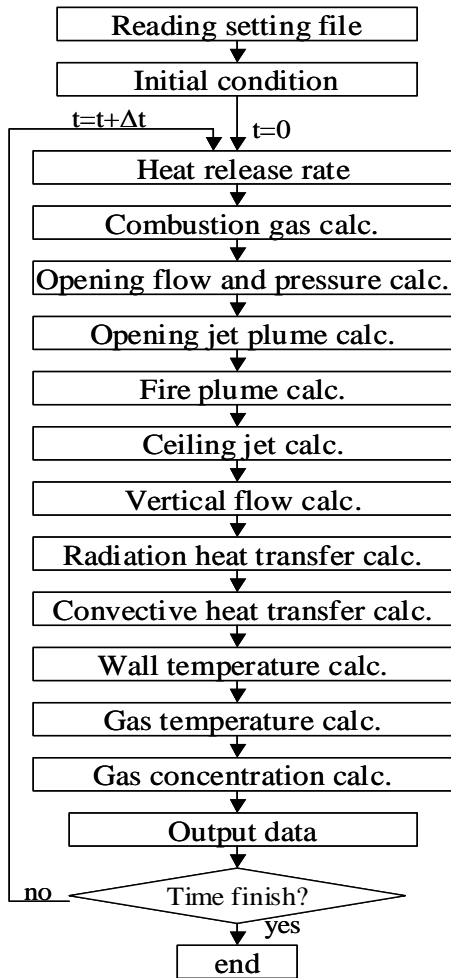 Reading setting file
Initial condition
t=t+Δt
t=0
Heat release rate
Combustion gas calc.
Opening flow and pressure calc.
Opening jet plume calc.
Fire plume calc.
Ceiling jet calc.
Vertical flow calc.
Radiation heat transfer calc.
Convective heat transfer calc.
Wall temperature calc.
Gas temperature calc.
Gas concentration calc.
Output data
no
Time finish?
yes
end